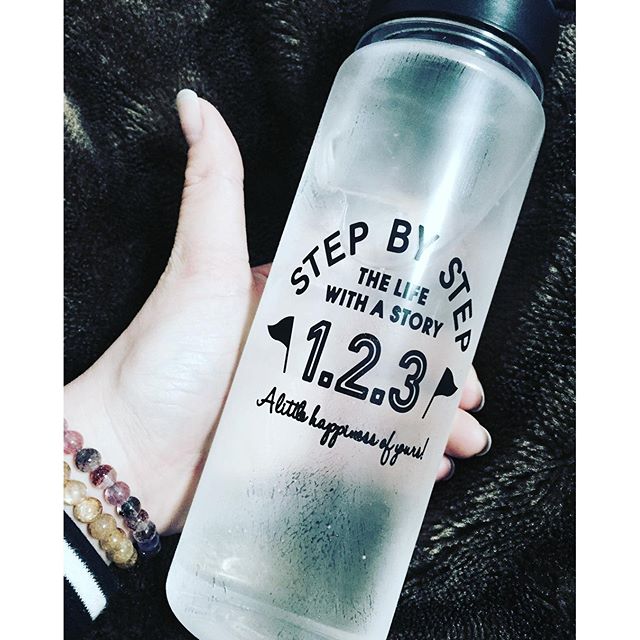 STEP BY STEP
THE LIFE
WITH A STORY
1.2.3
A little happiness of yours!